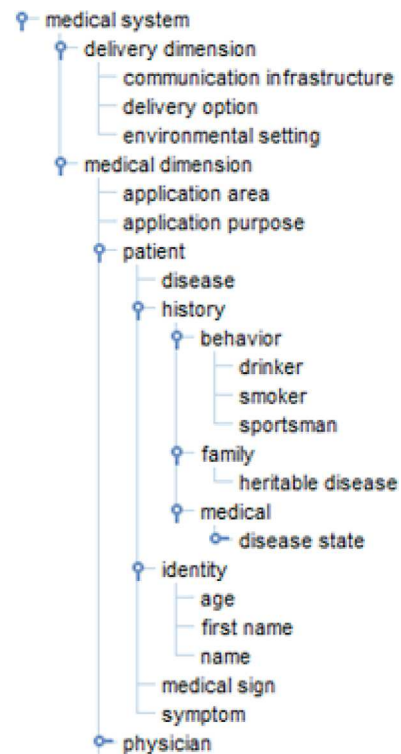 medical system
delivery dimension
communication infrastructure
delivery option
environmental setting
medical dimension
application area
application purpose
patient
disease
history
behavior
drinker
smoker
sportsman
family
heritable disease
medical
disease state
identity
age
first name
name
medical sign
symptom
physician